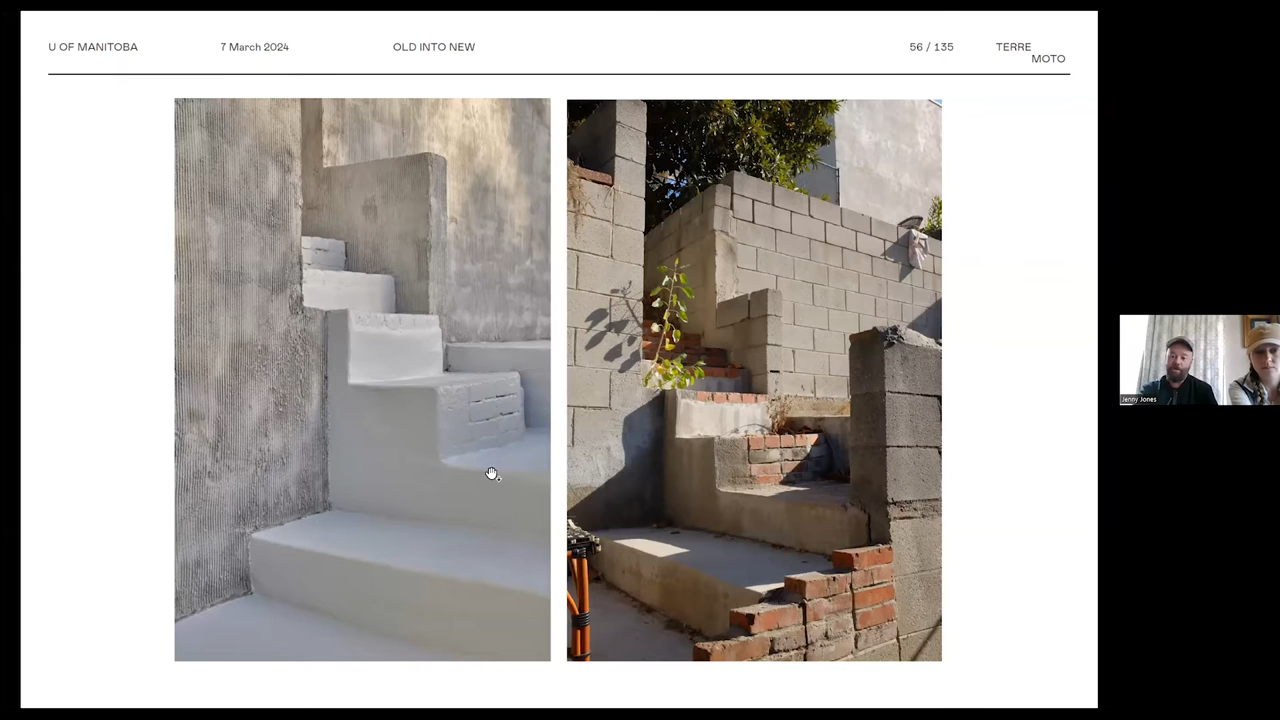 U OF MANITOBA
7 March 2024
OLD INTO NEW
56 / 135
TERRE
MOTO
Jenny Jones